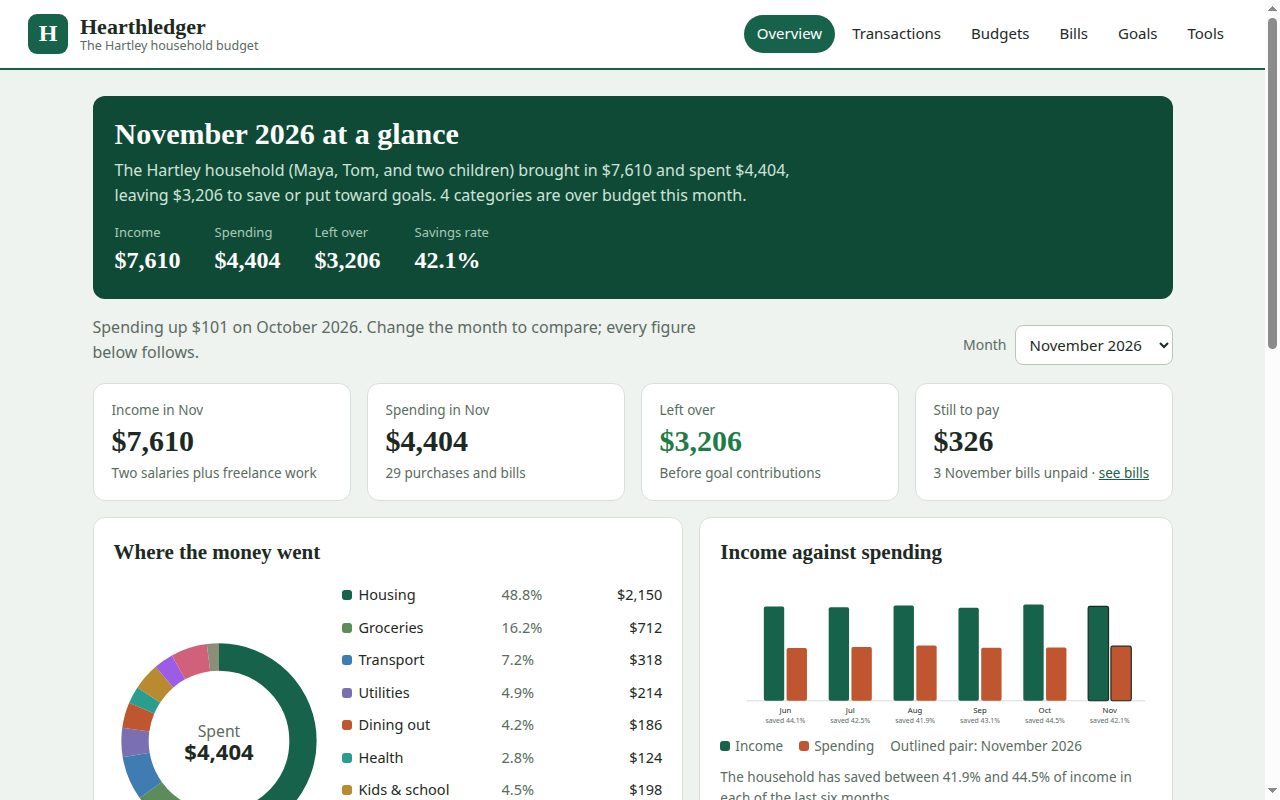 H
Hearthledger
The Hartley household budget
Overview
Transactions
Budgets
Bills
Goals
Tools
November 2026 at a glance
The Hartley household (Maya, Tom, and two children) brought in $7,610 and spent $4,404,
leaving $3,206 to save or put toward goals. 4 categories are over budget this month.
Income
Spending
Left over
Savings rate
$7,610
$4,404
$3,206
42.1%
Spending up $101 on October 2026. Change the month to compare; every figure
below follows.
Month
November 2026
Income in Nov
$7,610
Two salaries plus freelance work
Spending in Nov
$4,404
29 purchases and bills
Left over
$3,206
Before goal contributions
Still to pay
$326
3 November bills unpaid · see bills
Where the money went
Spent
$4,404
Housing 48.8% $2,150
Groceries 16.2% $712
Transport 7.2% $318
Utilities 4.9% $214
Dining out 4.2% $186
Health 2.8% $124
Kids & school 4.5% $198
Income against spending
Jun
saved 44.1%
Jul
saved 42.5%
Aug
saved 41.9%
Sep
saved 43.1%
Oct
saved 44.5%
Nov
saved 42.1%
Income
Spending
Outlined pair: November 2026
The household has saved between 41.9% and 44.5% of income in
each of the last six months.